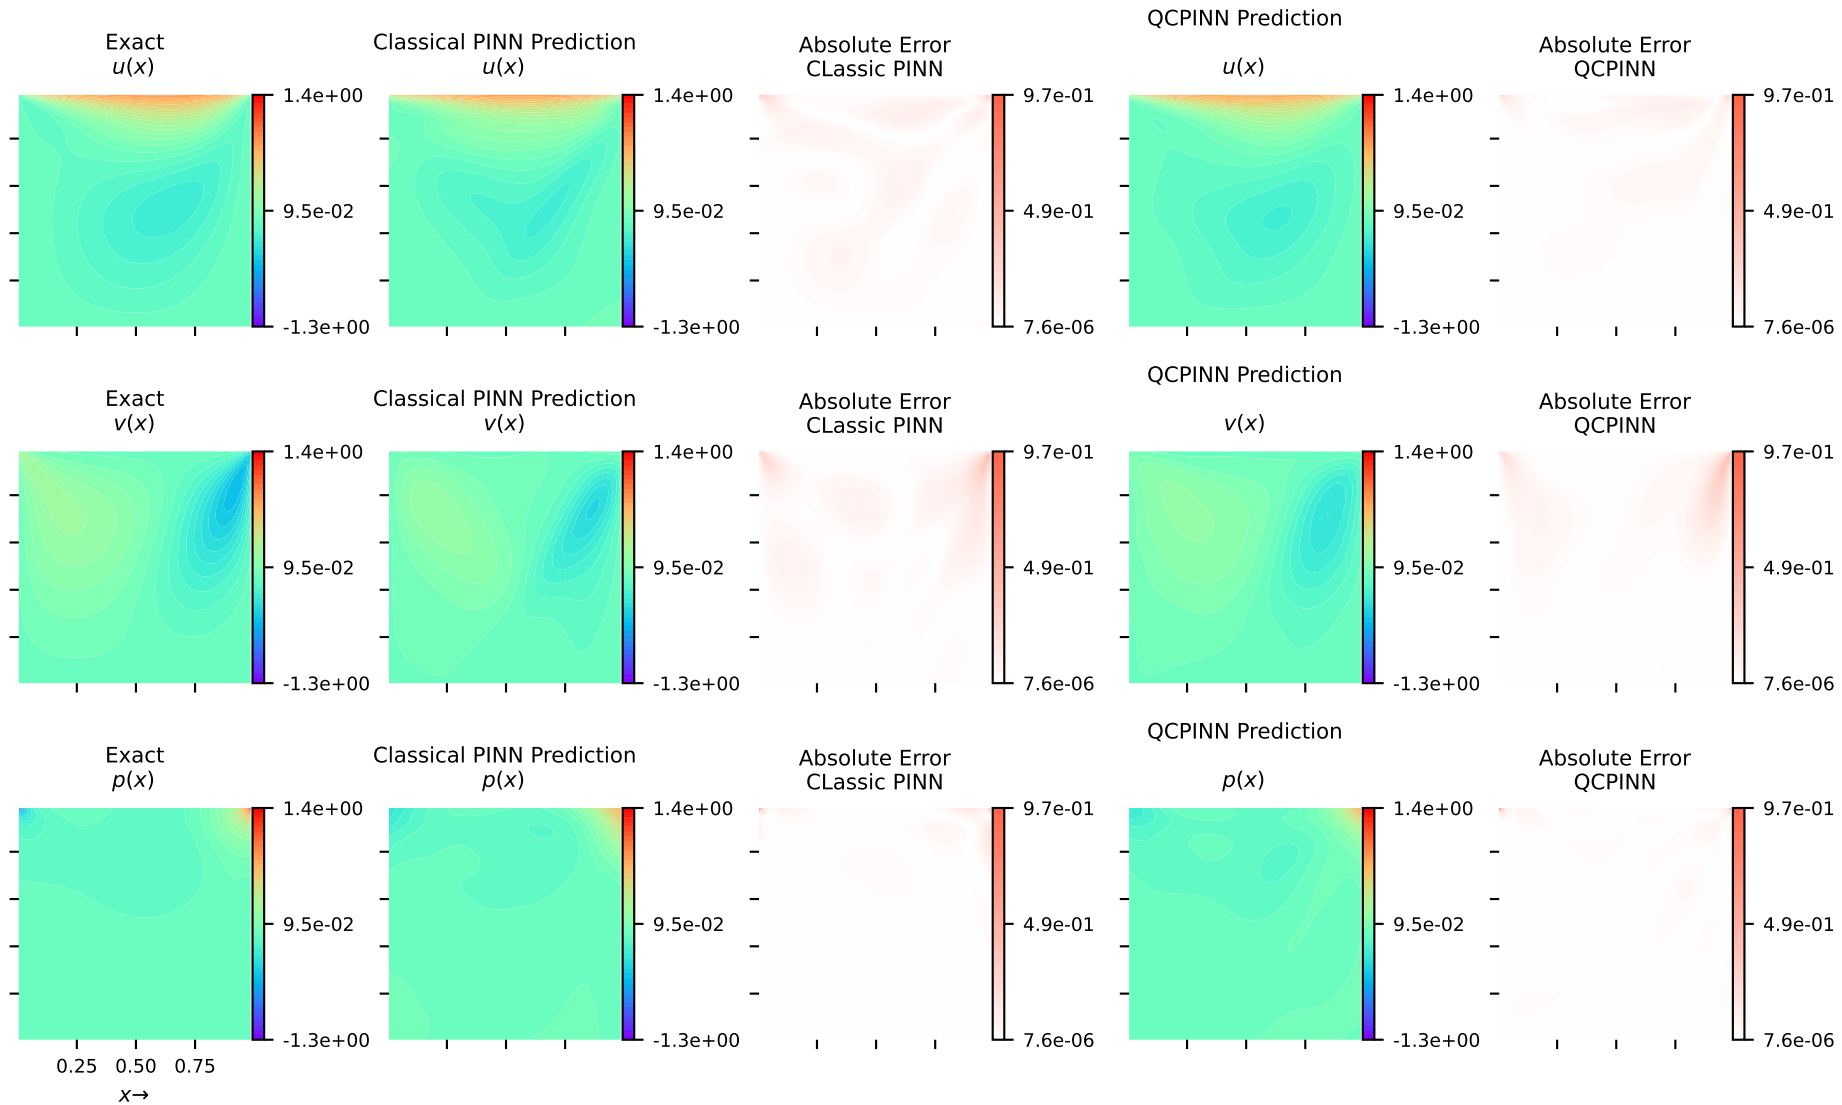 QCPINN Prediction
Exact
Classical PINN Prediction
Absolute Error
Absolute Error
u(x)
u(x)
CLassic PINN
u(x)
QCPINN
1.4e+00
1.4e+00
9.7e-01
1.4e+00
9.7e-01
9.5e-02
9.5e-02
4.9e-01
9.5e-02
4.9e-01
-1.3e+00
-1.3e+00
7.6e-06
-1.3e+00
7.6e-06
QCPINN Prediction
Exact
Classical PINN Prediction
Absolute Error
Absolute Error
v(x)
v(x)
CLassic PINN
v(x)
QCPINN
1.4e+00
1.4e+00
9.7e-01
1.4e+00
9.7e-01
9.5e-02
9.5e-02
4.9e-01
9.5e-02
4.9e-01
-1.3e+00
-1.3e+00
7.6e-06
-1.3e+00
7.6e-06
QCPINN Prediction
Exact
Classical PINN Prediction
Absolute Error
Absolute Error
p(x)
p(x)
CLassic PINN
p(x)
QCPINN
1.4e+00
1.4e+00
9.7e-01
1.4e+00
9.7e-01
9.5e-02
9.5e-02
4.9e-01
9.5e-02
4.9e-01
-1.3e+00
-1.3e+00
7.6e-06
-1.3e+00
7.6e-06
0.25 0.50 0.75
x→